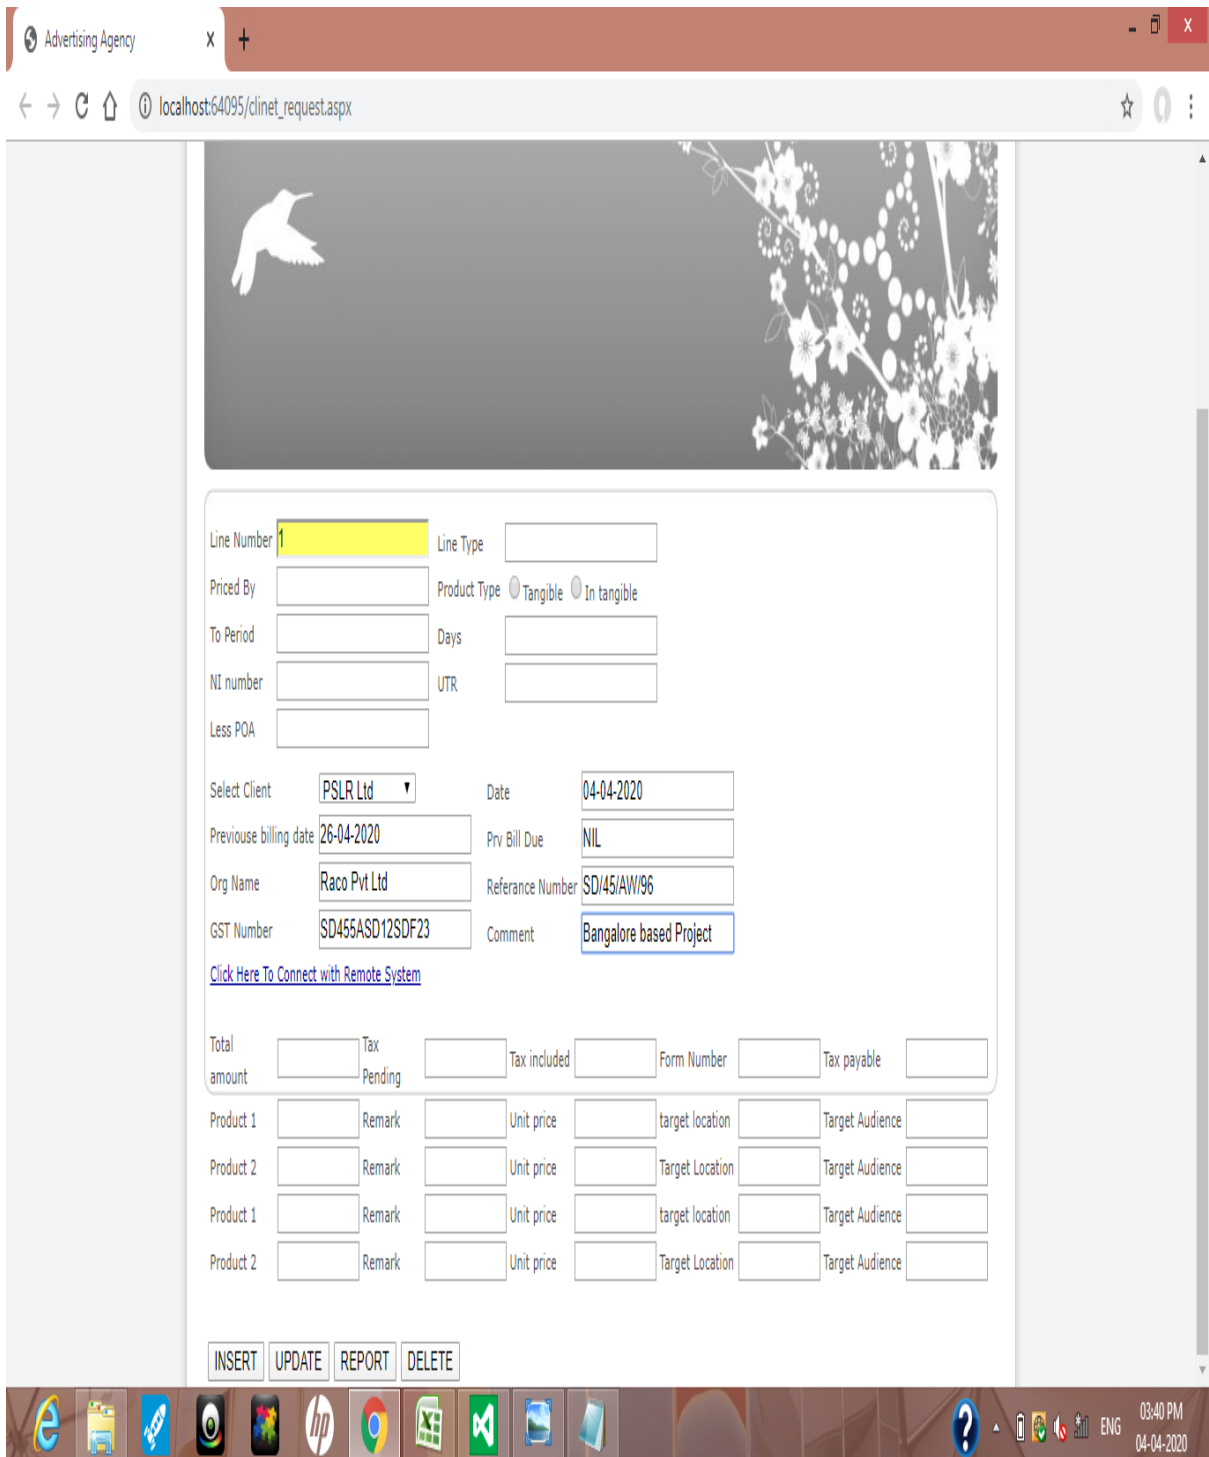 Advertising Agency
localhost:64095/clinet_request.aspx
Line Number 1 Line Type
Priced By Product Type Tangible In tangible
To Period Days
NI number UTR
Less POA
Select Client PSLR Ltd Date 04-04-2020
Previouse billing date 26-04-2020 Prv Bill Due NIL
Org Name Raco Pvt Ltd Referance Number SD/45/AW/96
GST Number SD455ASD12SDF23 Comment Bangalore based Project
Click Here To Connect with Remote System
Total amount Tax Pending Tax included Form Number Tax payable
Product 1 Remark Unit price target location Target Audience
Product 2 Remark Unit price Target Location Target Audience
Product 1 Remark Unit price target location Target Audience
Product 2 Remark Unit price Target Location Target Audience
INSERT UPDATE REPORT DELETE
hp
ENG 03:40 PM
04-04-2020